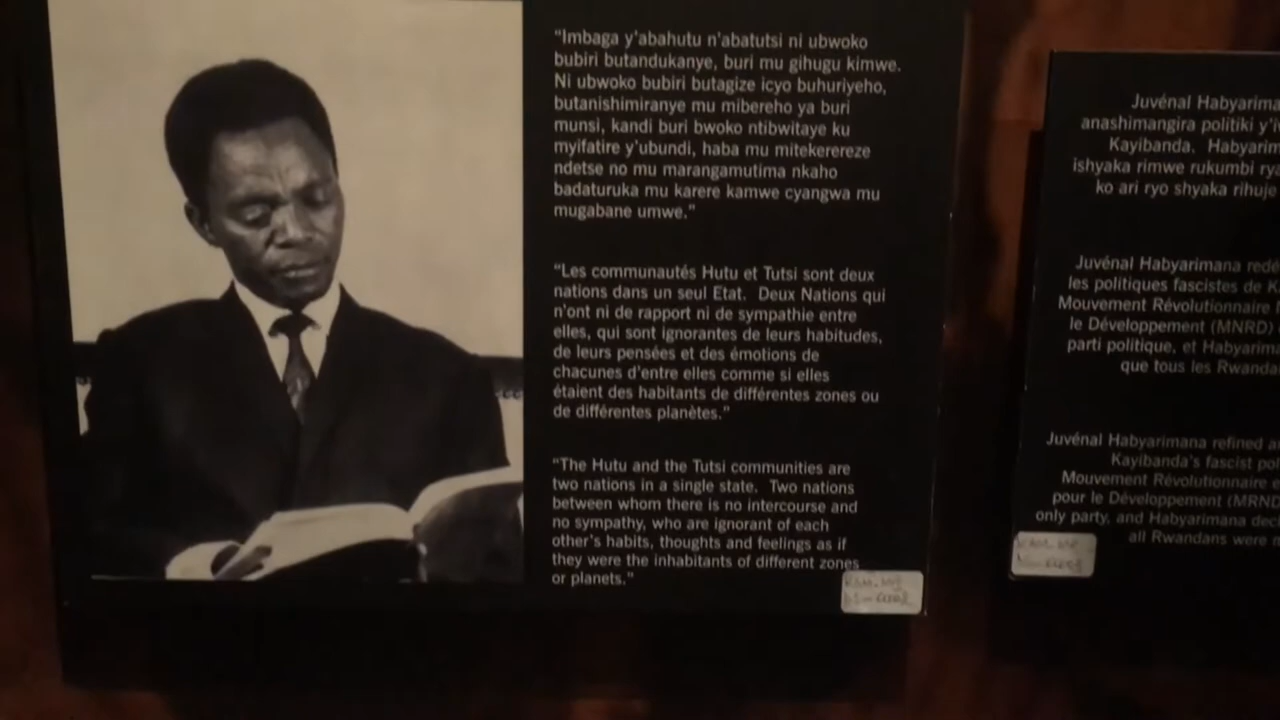 "Imbaga y'abahutu n'abatutsi ni ubwoko
bubiri butandukanye, buri mu gihugu kimwe.
Ni ubwoko bubiri butagize icyo buhuriyeho,
butanishimiranye mu mibereho ya buri
munsi, kandi buri bwoko ntibwitaye ku
myifatire y'ubundi, haba mu mitekerereze
ndetse no mu marangamutima nkaho
badaturuka mu karere kamwe cyangwa mu
mugabane umwe."
"Les communautés Hutu et Tutsi sont deux
nations dans un seul Etat. Deux Nations qui
n'ont ni de rapport ni de sympathie entre
elles, qui sont ignorantes de leurs habitudes,
de leurs pensées et des émotions de
chacunes d'entre elles comme si elles
étaient des habitants de différentes zones ou
de différentes planètes."
"The Hutu and the Tutsi communities are
two nations in a single state. Two nations
between whom there is no intercourse and
no sympathy, who are ignorant of each
other's habits, thoughts and feelings as if
they were the inhabitants of different zones
or planets."
Juvénal Habyarima
anashimangira politiki y'i
Kayibanda. Habyarim
ishyaka rimwe rukumbi rya
ko ari ryo shyaka rihuje
Juvénal Habyarimana redé
les politiques fascistes de K
Mouvement Révolutionnaire
le Développement (MNRD)
parti politique, et Habyarima
que tous les Rwanda
Juvénal Habyarimana refined a
Kayibanda's fascist pol
Mouvement Révolutionnaire
pour le Développement (MRND
only party, and Habyarimana dec
all Rwandans were